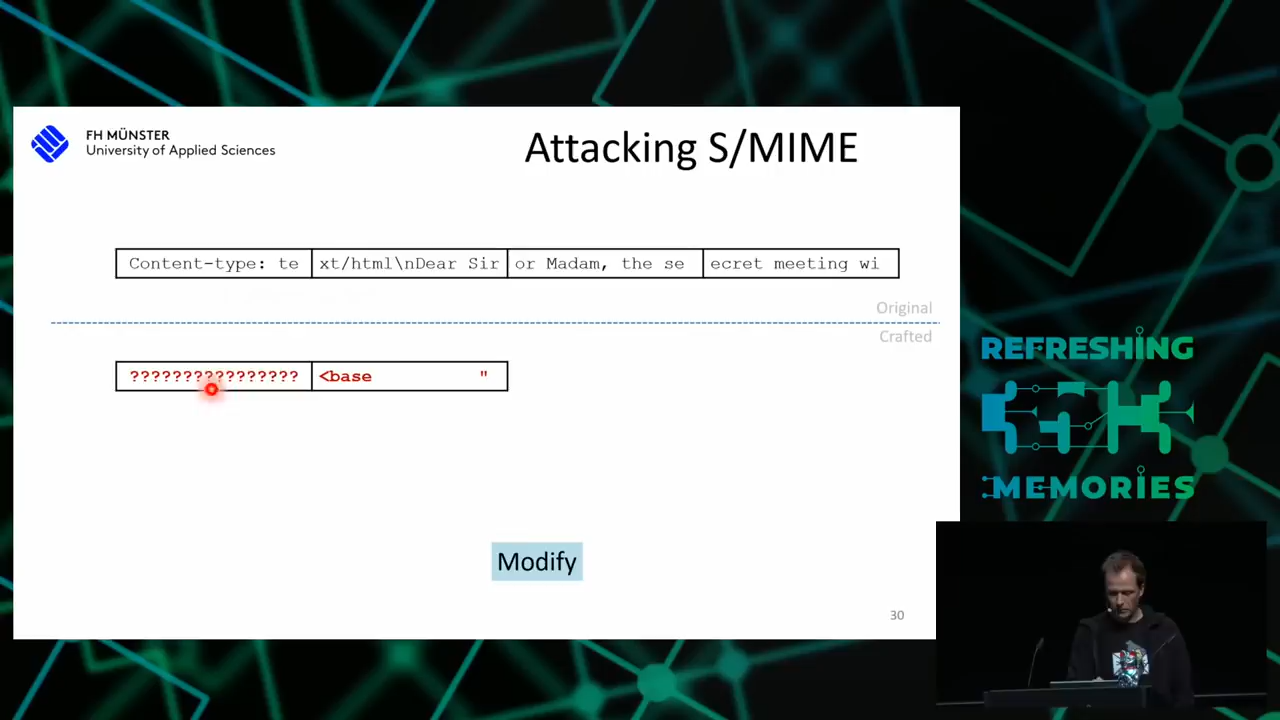 FH MÜNSTER
University of Applied Sciences
Attacking S/MIME
Content-type: te xt/html\nDear Sir or Madam, the se ecret meeting wi
Original
Crafted
???????????????? <base "
Modify
30
REFRESHING
MEMORIES